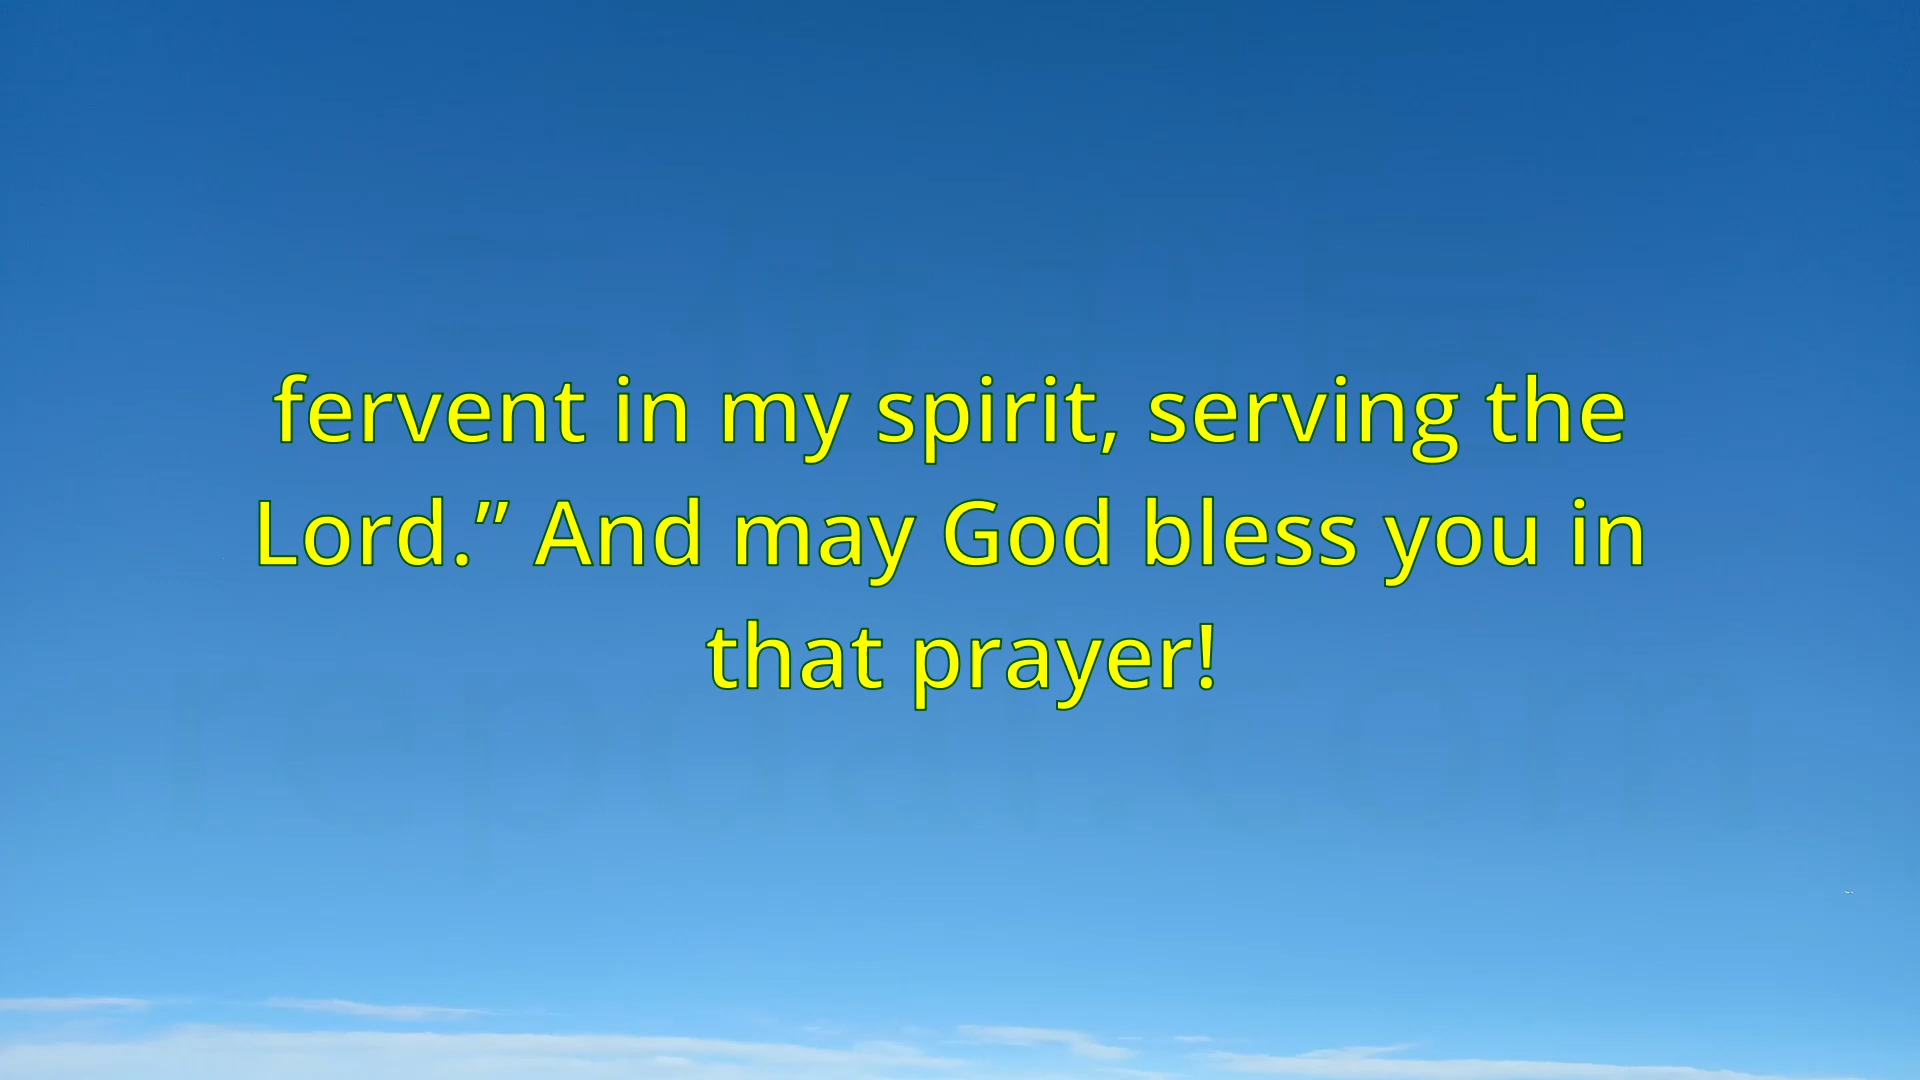 fervent in my spirit, serving the
Lord.” And may God bless you in
that prayer!